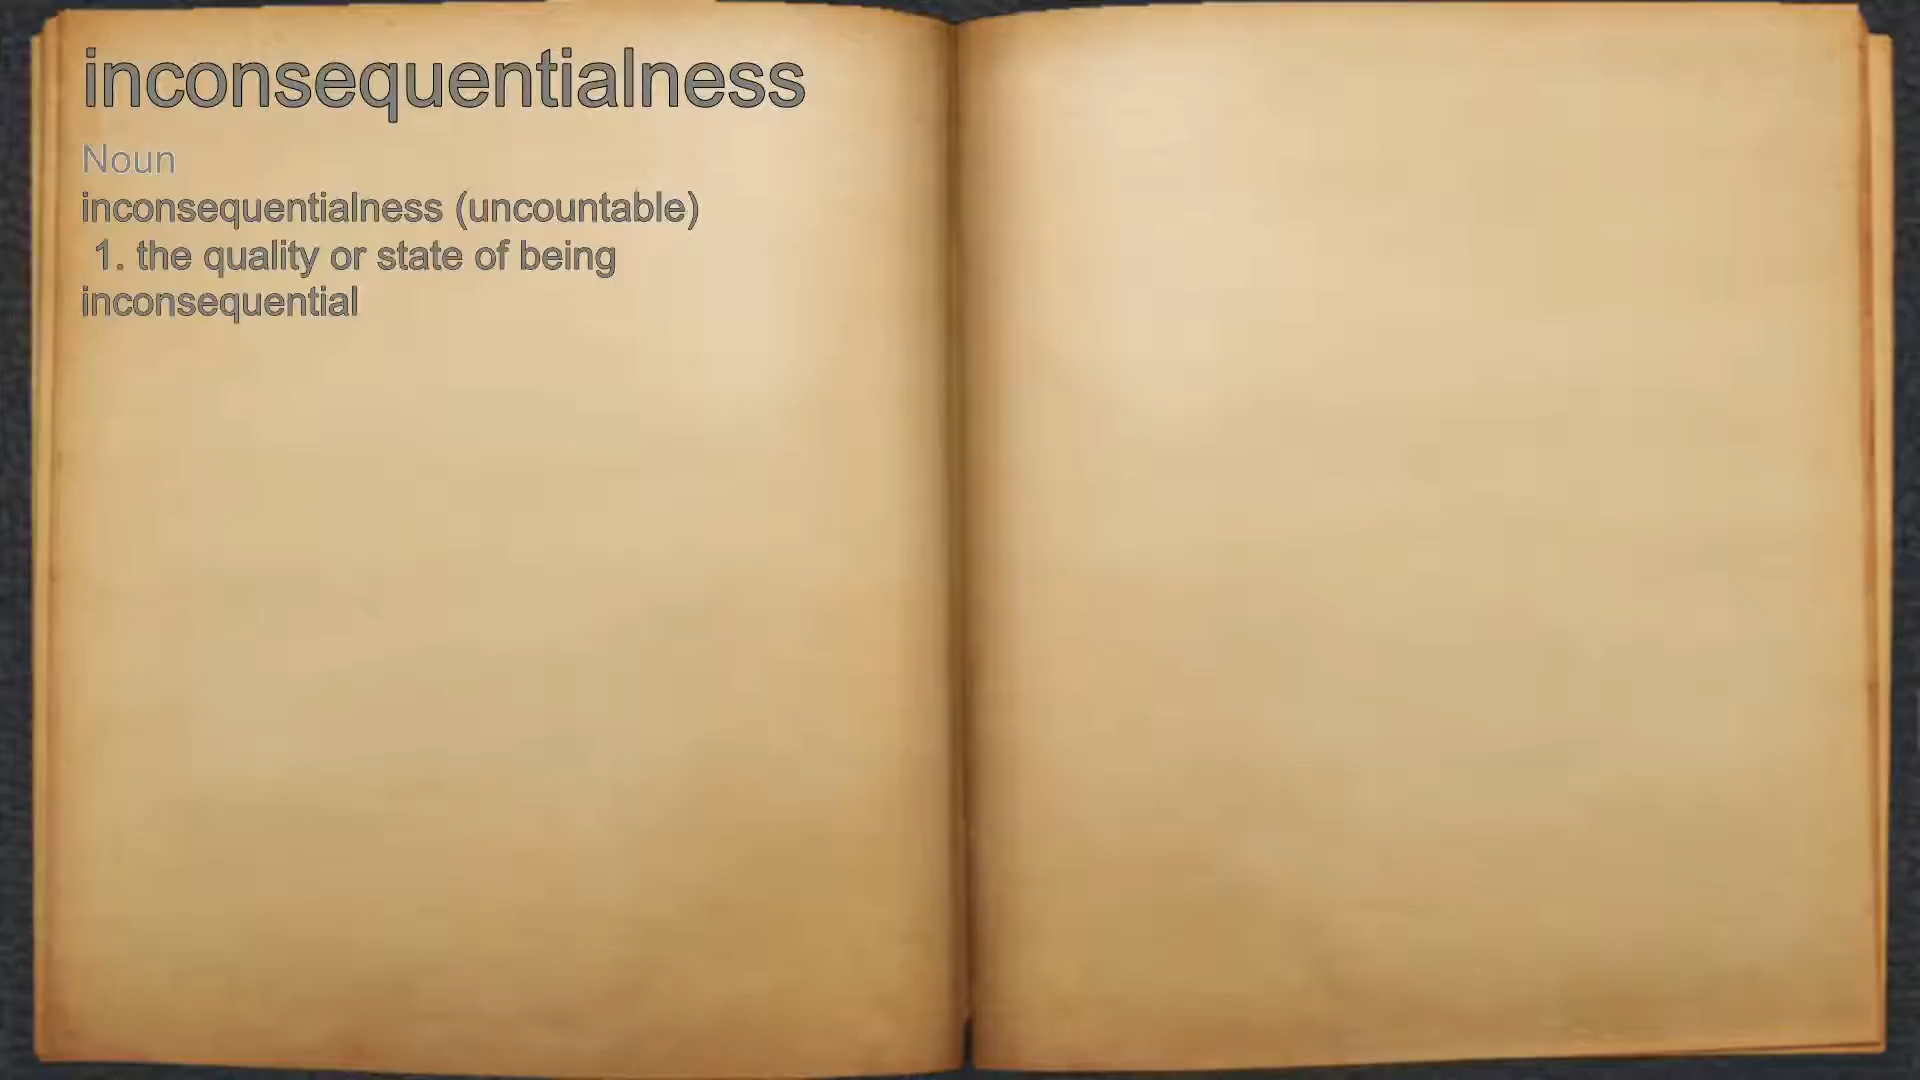 inconsequentialness
Noun
inconsequentialness (uncountable)
1. the quality or state of being
inconsequential